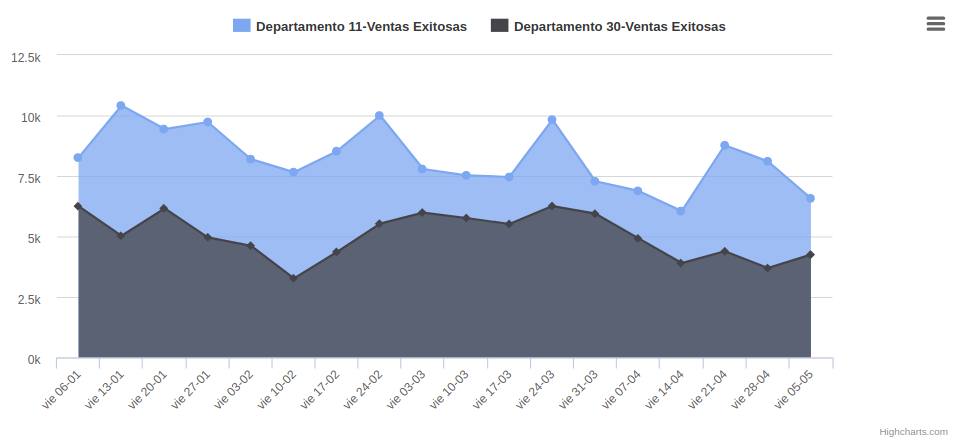 Departamento 11-Ventas Exitosas Departamento 30-Ventas Exitosas
12.5k
10k
7.5k
5k
2.5k
0k
vie 06-01 vie 13-01 vie 20-01 vie 27-01 vie 03-02 vie 10-02 vie 17-02 vie 24-02 vie 03-03 vie 10-03 vie 17-03 vie 24-03 vie 31-03 vie 07-04 vie 14-04 vie 21-04 vie 28-04 vie 05-05
Highcharts.com